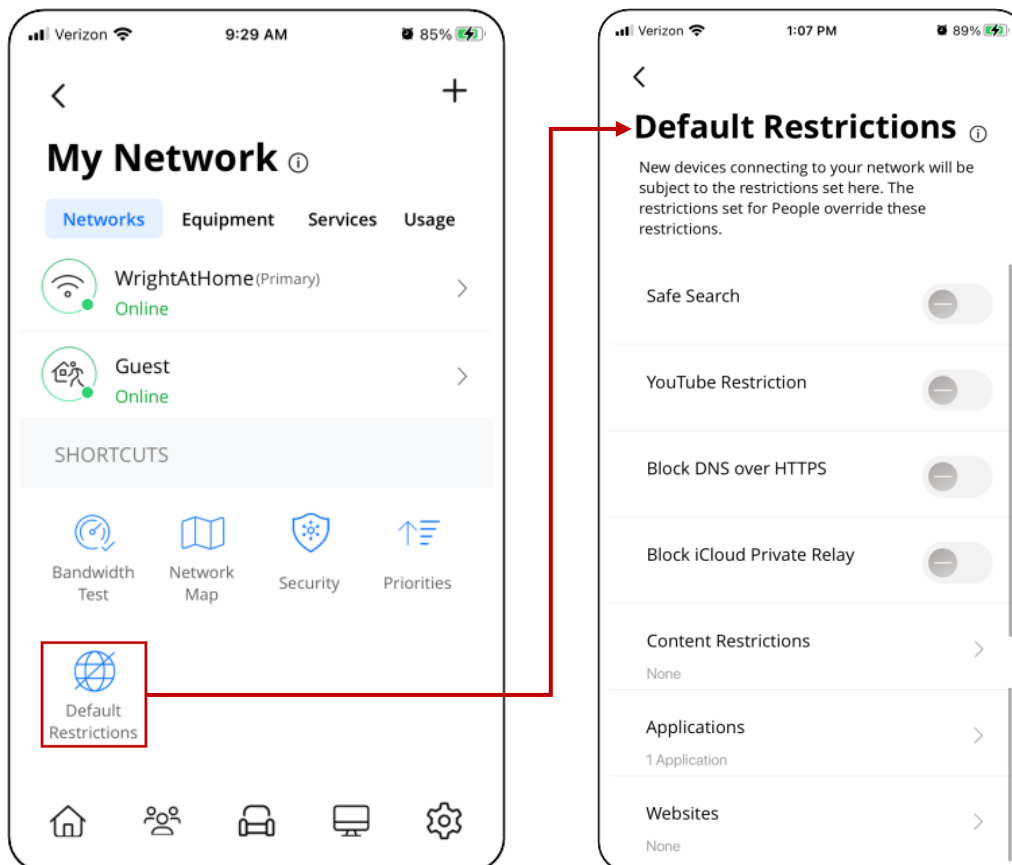 Verizon 9:29 AM 85%
My Network
Networks Equipment Services Usage
WrightAtHome (Primary)
Online
Guest
Online
SHORTCUTS
Bandwidth Test
Network Map
Security
Priorities
Default
Restrictions
Verizon 1:07 PM 89%
Default Restrictions
New devices connecting to your network will be
subject to the restrictions set here. The
restrictions set for People override these
restrictions.
Safe Search
YouTube Restriction
Block DNS over HTTPS
Block iCloud Private Relay
Content Restrictions
None
Applications
1 Application
Websites
None